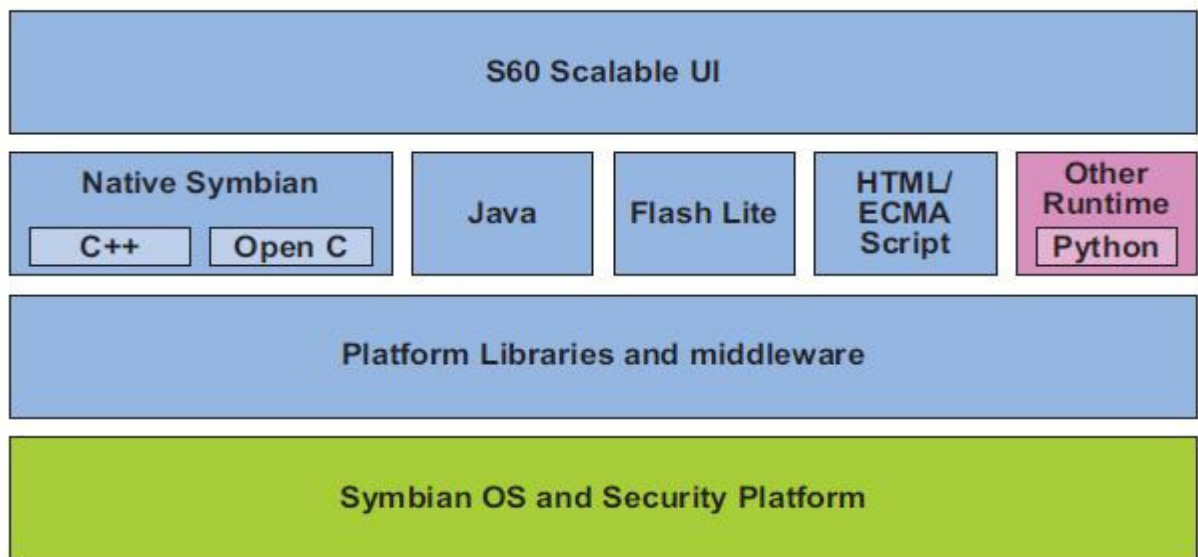 S60 Scalable UI
Native Symbian
C++
Open C
Java
Flash Lite
HTML/
ECMA
Script
Other
Runtime
Python
Platform Libraries and middleware
Symbian OS and Security Platform